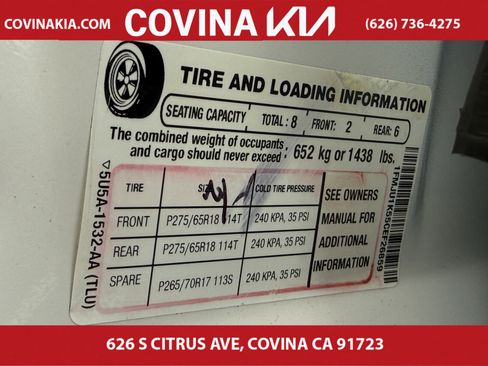 COVINAKIA.COM
COVINA KIA
(626) 736-4275
TIRE AND LOADING INFORMATION
SEATING CAPACITY TOTAL: 8 FRONT: 2 REAR: 6
The combined weight of occupants
and cargo should never exceed: 652 kg or 1438 lbs.
TIRE SIZE COLD TIRE PRESSURE
FRONT P275/65R18 114T 240 KPA, 35 PSI
REAR P275/65R18 114T 240 KPA, 35 PSI
SPARE P265/70R17 113S 240 KPA, 35 PSI
SEE OWNERS
MANUAL FOR
ADDITIONAL
INFORMATION
5U5A-1532-AA (TLU)
1FMJU1K55CEF26859
626 S CITRUS AVE, COVINA CA 91723